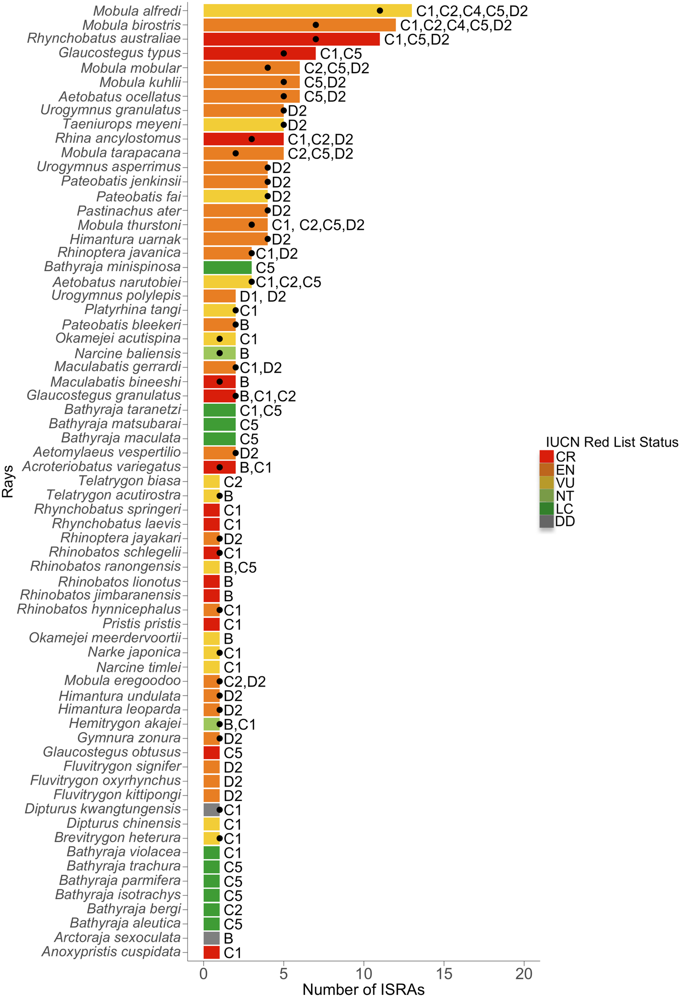 Mobula alfredi C1,C2,C4,C5,D2
Mobula birostris C1,C2,C4,C5,D2
Rhynchobatus australiae C1,C5,D2
Glaucostegus typus C1,C5
Mobula mobular C2,C5,D2
Mobula kuhlii C5,D2
Aetobatus ocellatus C5,D2
Urogymnus granulatus D2
Taeniurops meyeni D2
Rhina ancylostomus C1,C2,D2
Mobula tarapacana C2,C5,D2
Urogymnus asperrimus D2
Pateobatis jenkinsii D2
Pateobatis fai D2
Pastinachus ater D2
Mobula thurstoni C1, C2,C5,D2
Himantura uarnak D2
Rhinoptera javanica C1,D2
Bathyraja minispinosa C5
Aetobatus narutobiei C1,C2,C5
Urogymnus polylepis D1, D2
Platyrhina tangi C1
Pateobatis bleekeri B
Okamejei acutispina C1
Narcine baliensis B
Maculabatis gerrardi C1,D2
Maculabatis bineeshi B
Glaucostegus granulatus B,C1,C2
Bathyraja taranetzi C1,C5
Bathyraja matsubarai C5
Bathyraja maculata C5
Aetomylaeus vespertilio D2
Acroteriobatus variegatus B,C1
Telatrygon biasa C2
Telatrygon acutirostra B
Rhynchobatus springeri C1
Rhynchobatus laevis C1
Rhinoptera jayakari D2
Rhinobatos schlegelii C1
Rhinobatos ranongensis B,C5
Rhinobatos lionotus B
Rhinobatos jimbaranensis B
Rhinobatos hynnicephalus C1
Pristis pristis C1
Okamejei meerdervoortii B
Narke japonica C1
Narcine timlei C1
Mobula eregoodoo C2,D2
Himantura undulata D2
Himantura leoparda D2
Hemitrygon akajei B,C1
Gymnura zonura D2
Glaucostegus obtusus C5
Fluvitrygon signifer D2
Fluvitrygon oxyrhynchus D2
Fluvitrygon kittipongi D2
Dipturus kwangtungensis C1
Dipturus chinensis C1
Brevitrygon heterura C1
Bathyraja violacea C1
Bathyraja trachura C5
Bathyraja parmifera C5
Bathyraja isotrachys C5
Bathyraja bergi C2
Bathyraja aleutica C5
Arctoraja sexoculata B
Anoxypristis cuspidata C1
Rays
0 5 10 15 20
Number of ISRAs
IUCN Red List Status
CR
EN
VU
NT
LC
DD